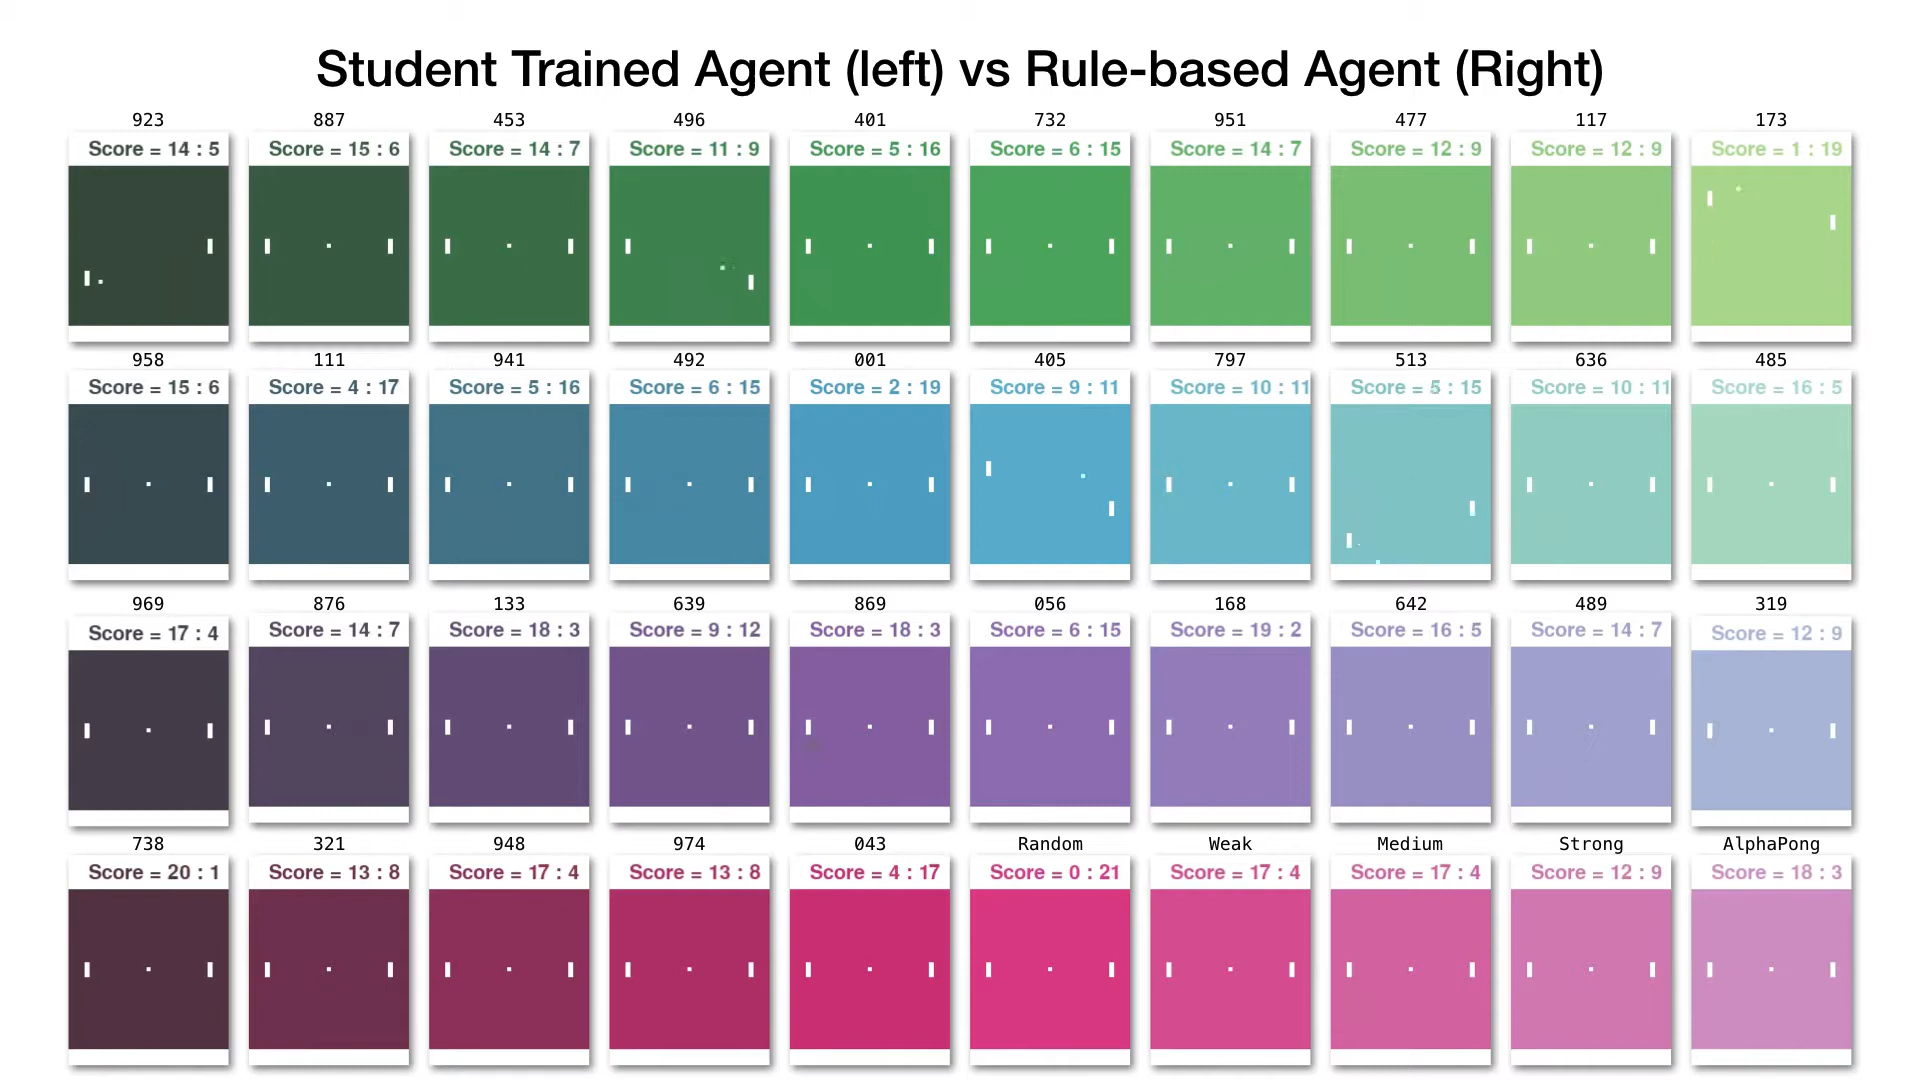 Student Trained Agent (left) vs Rule-based Agent (Right)
923 887 453 496 401 732 951 477 117 173
Score = 14 : 5 Score = 15 : 6 Score = 14 : 7 Score = 11 : 9 Score = 5 : 16 Score = 6 : 15 Score = 14 : 7 Score = 12 : 9 Score = 12 : 9 Score = 1 : 19
958 111 941 492 001 405 797 513 636 485
Score = 15 : 6 Score = 4 : 17 Score = 5 : 16 Score = 6 : 15 Score = 2 : 19 Score = 9 : 11 Score = 10 : 11 Score = 5 : 15 Score = 10 : 11 Score = 16 : 5
969 876 133 639 869 056 168 642 489 319
Score = 17 : 4 Score = 14 : 7 Score = 18 : 3 Score = 9 : 12 Score = 18 : 3 Score = 6 : 15 Score = 19 : 2 Score = 16 : 5 Score = 14 : 7 Score = 12 : 9
738 321 948 974 043 Random Weak Medium Strong AlphaPong
Score = 20 : 1 Score = 13 : 8 Score = 17 : 4 Score = 13 : 8 Score = 4 : 17 Score = 0 : 21 Score = 17 : 4 Score = 17 : 4 Score = 12 : 9 Score = 18 : 3